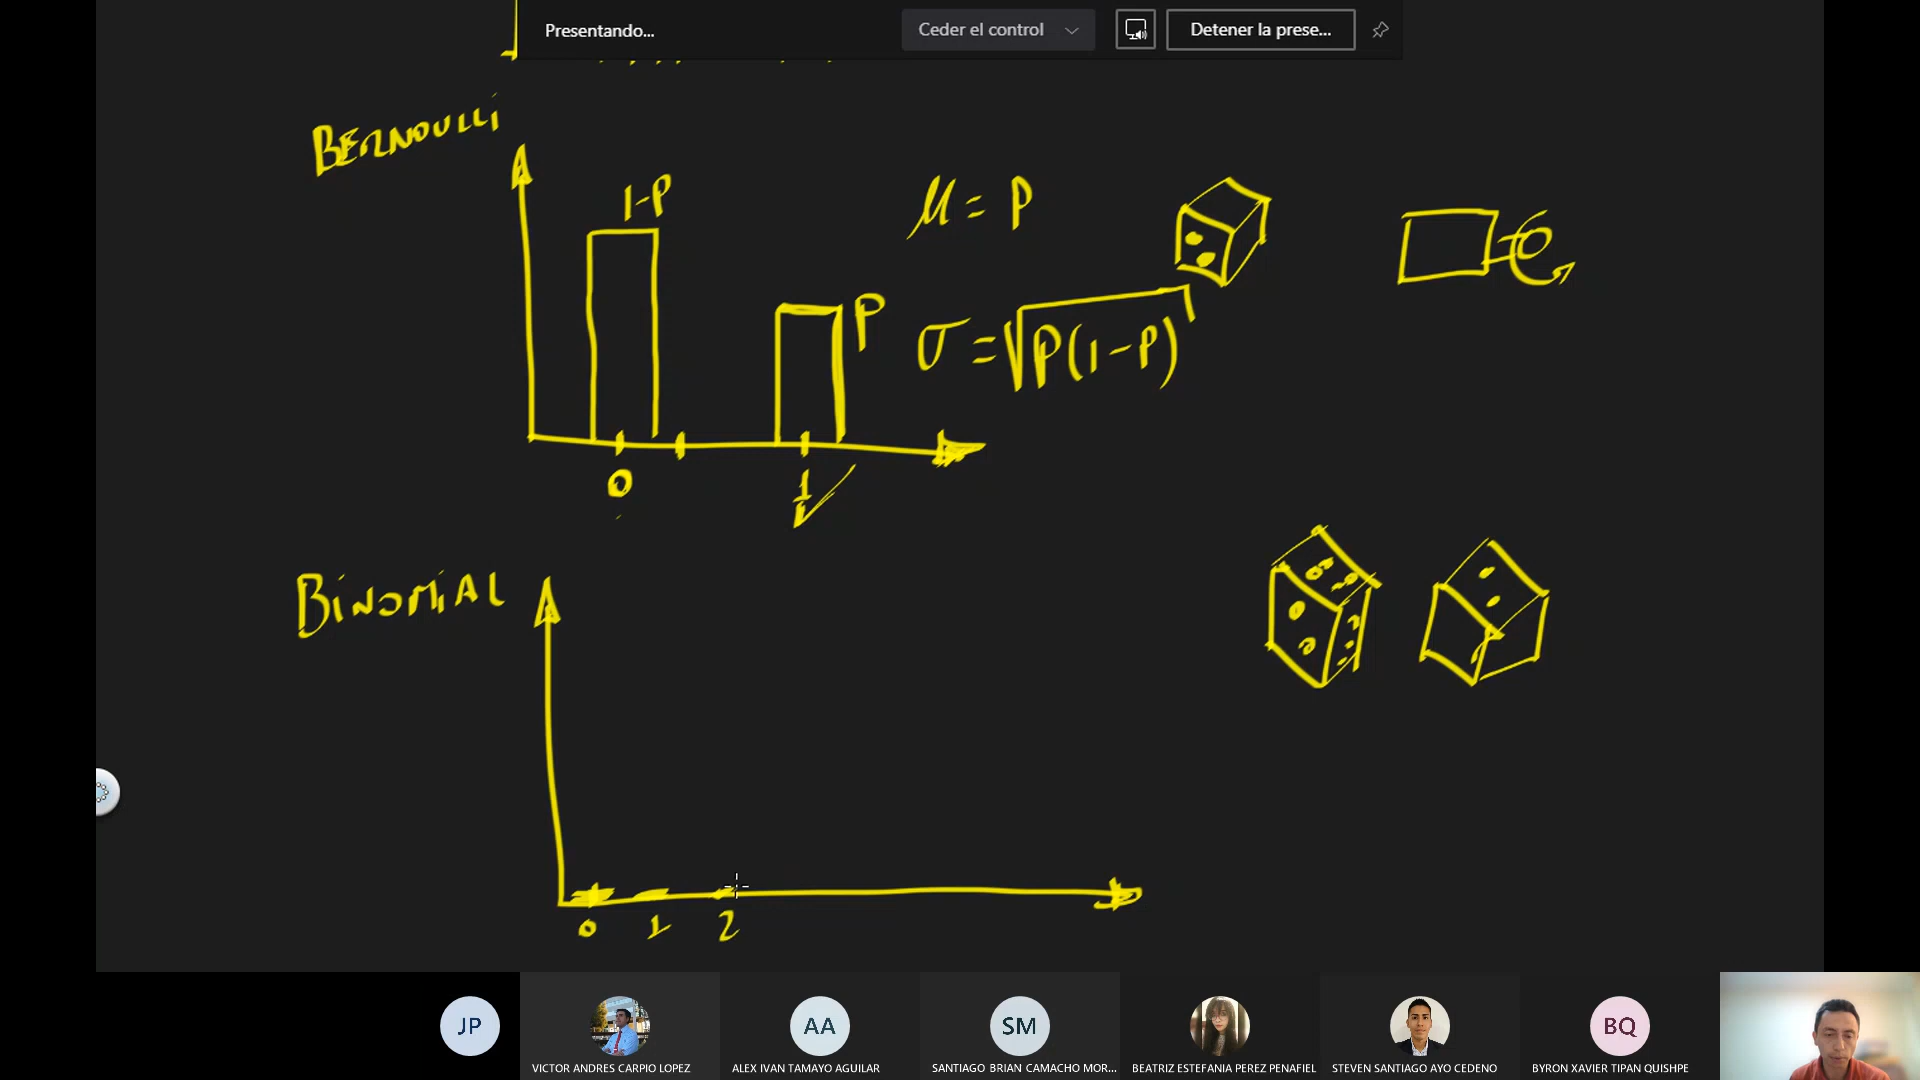 Presentando...
Ceder el control
Detener la prese...
BERNOULLI
1-P
P
μ = P
σ = √P(1-P)
0
1
BINOMIAL
0
1
2
JP
AA
SM
BQ
VICTOR ANDRES CARPIO LOPEZ
ALEX IVAN TAMAYO AGUILAR
SANTIAGO BRIAN CAMACHO MOR...
BEATRIZ ESTEFANIA PEREZ PENAFIEL
STEVEN SANTIAGO AYO CEDENO
BYRON XAVIER TIPAN QUISHPE